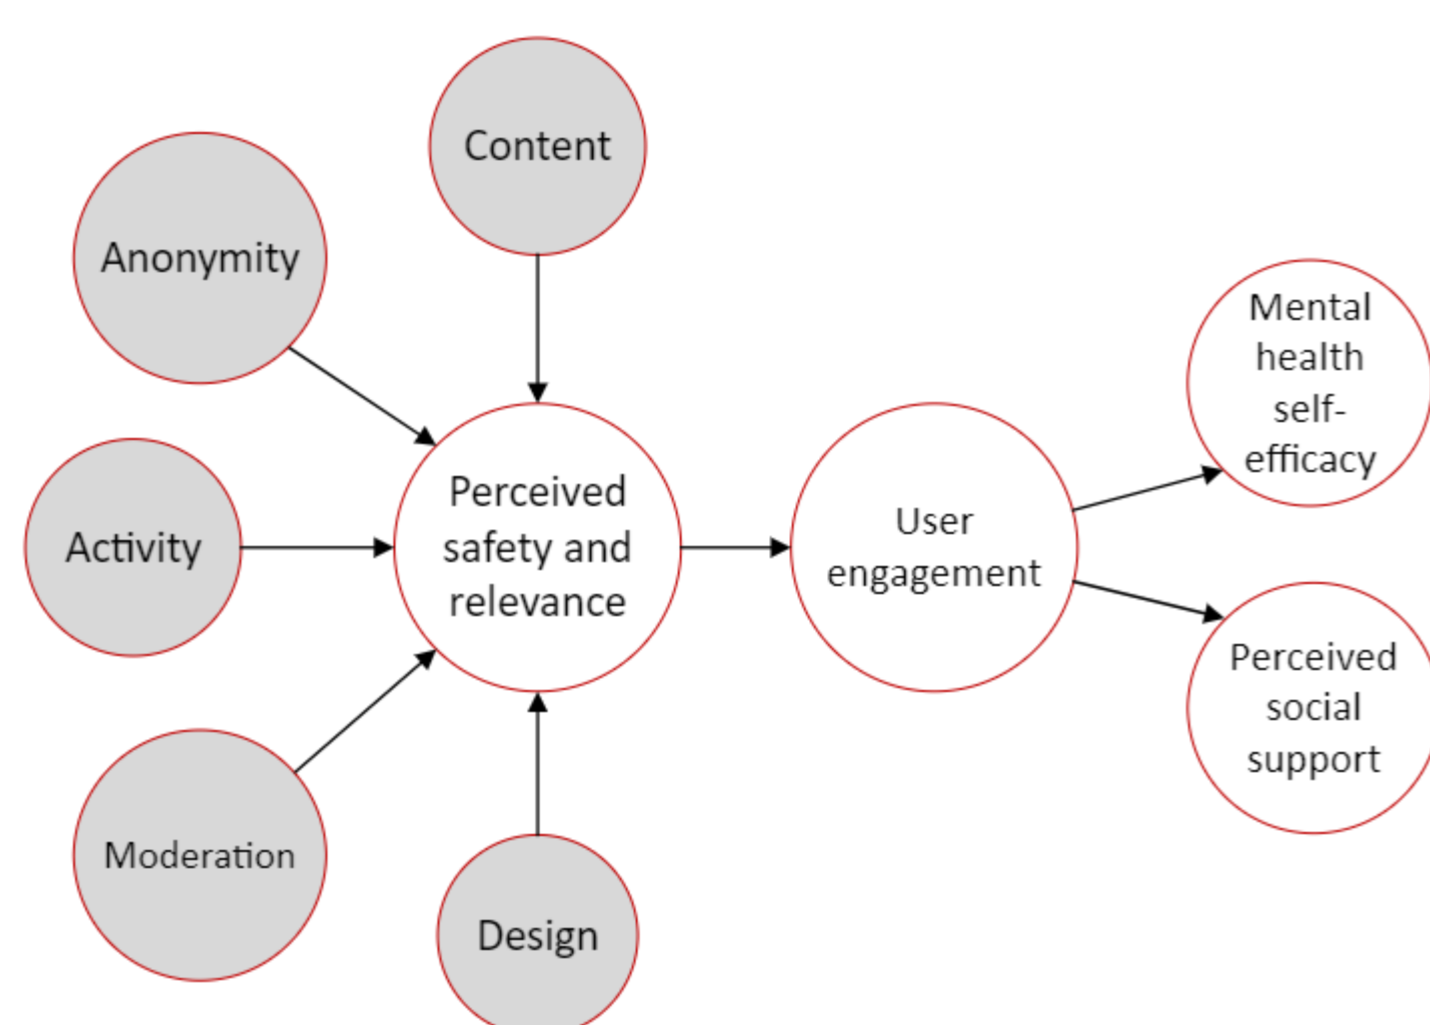 Content
Anonymity
Activity
Moderation
Design
Perceived
safety and
relevance
User
engagement
Mental
health
self-
efficacy
Perceived
social
support